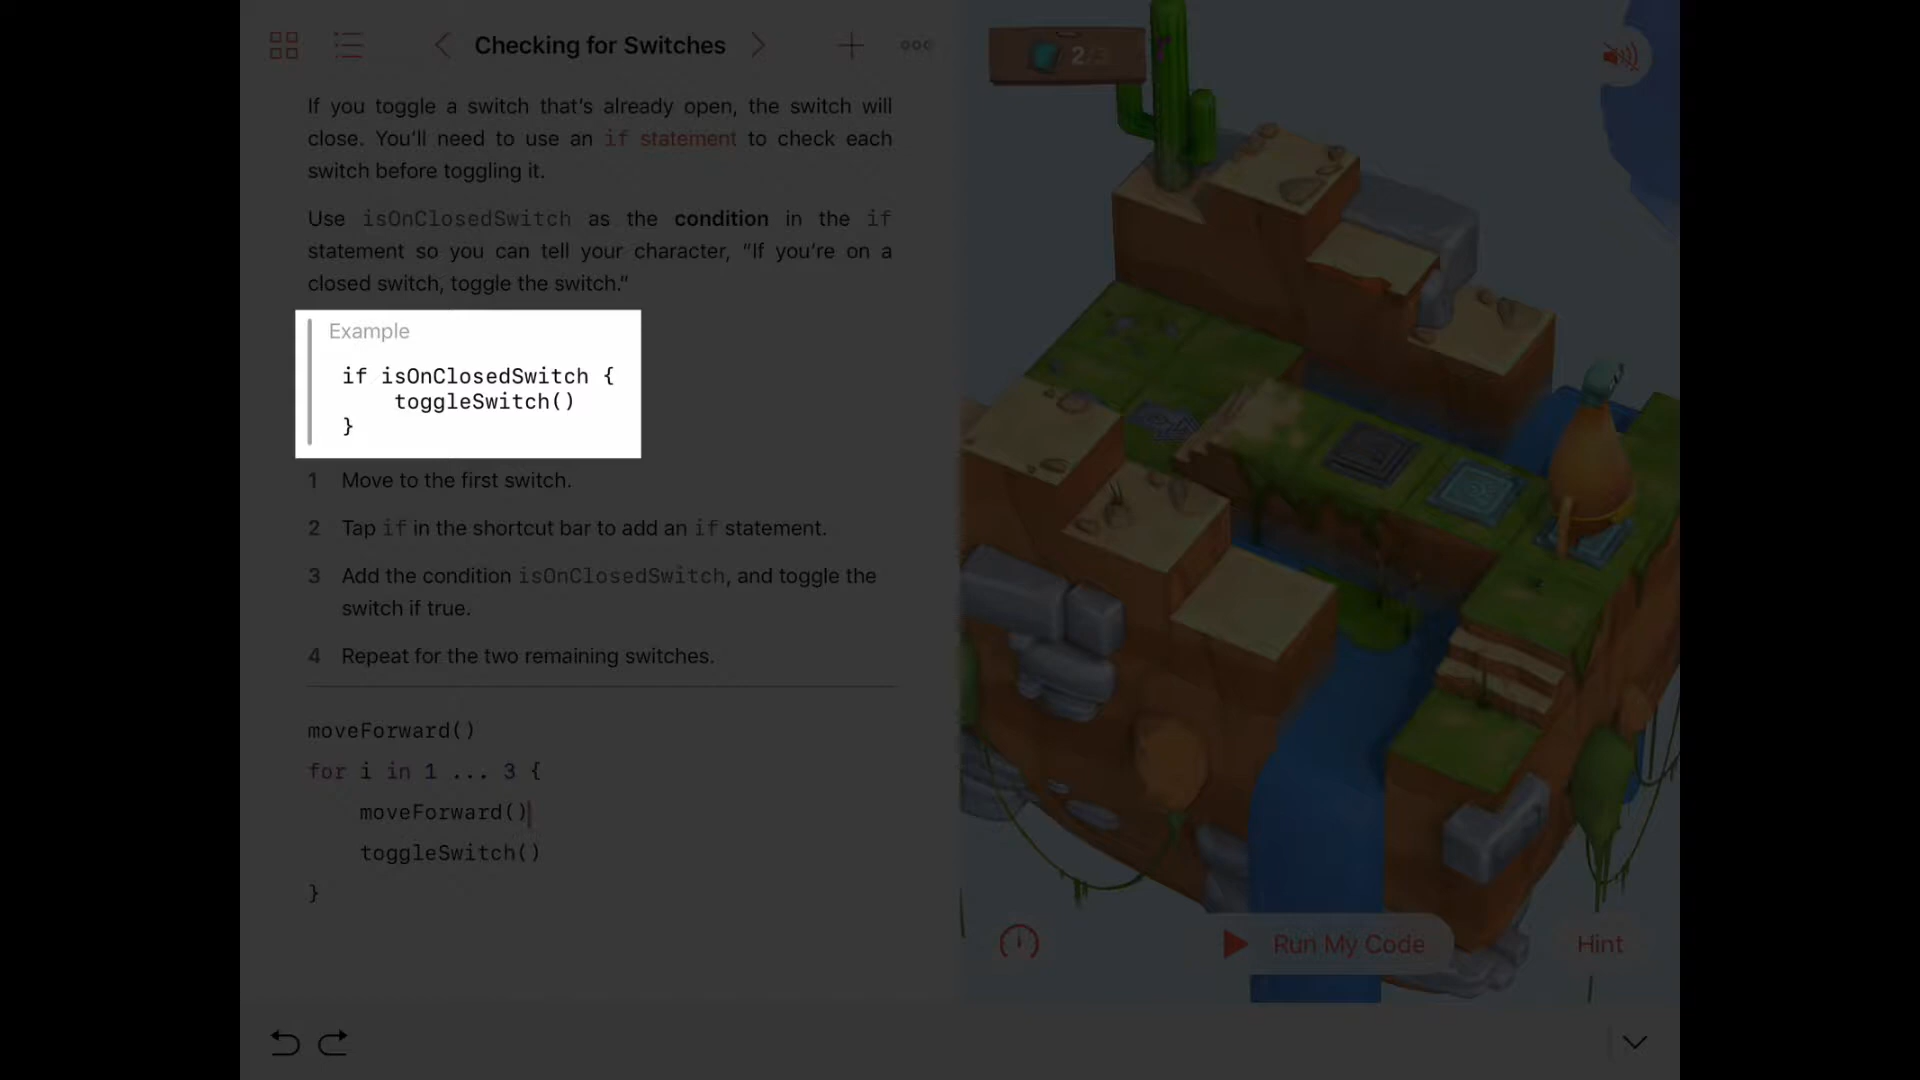 Checking for Switches
If you toggle a switch that’s already open, the switch will
close. You’ll need to use an if statement to check each
switch before toggling it.
Use isOnClosedSwitch as the condition in the if
statement so you can tell your character, “If you’re on a
closed switch, toggle the switch.”
Example
if isOnClosedSwitch {
toggleSwitch()
}
1 Move to the first switch.
2 Tap if in the shortcut bar to add an if statement.
3 Add the condition isOnClosedSwitch, and toggle the
switch if true.
4 Repeat for the two remaining switches.
moveForward()
for i in 1 ... 3 {
moveForward()
toggleSwitch()
}
2/3
Run My Code
Hint